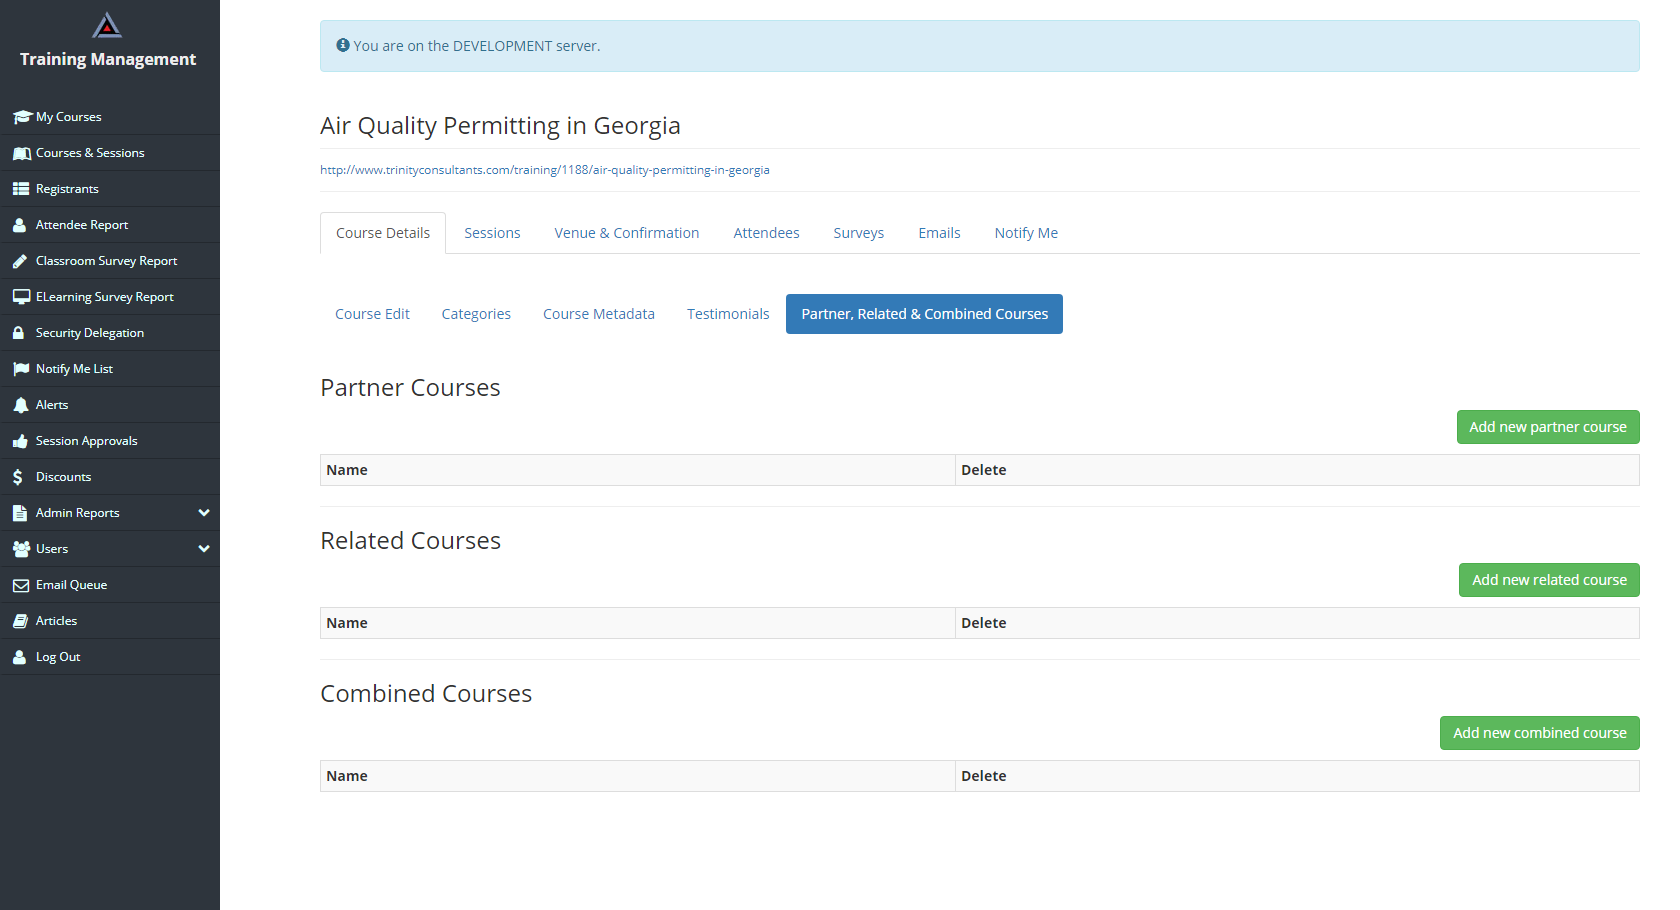 Training Management
My Courses
Courses & Sessions
Registrants
Attendee Report
Classroom Survey Report
ELearning Survey Report
Security Delegation
Notify Me List
Alerts
Session Approvals
Discounts
Admin Reports
Users
Email Queue
Articles
Log Out
You are on the DEVELOPMENT server.
Air Quality Permitting in Georgia
http://www.trinityconsultants.com/training/1188/air-quality-permitting-in-georgia
Course Details Sessions Venue & Confirmation Attendees Surveys Emails Notify Me
Course Edit Categories Course Metadata Testimonials Partner, Related & Combined Courses
Partner Courses
Add new partner course
Name Delete
Related Courses
Add new related course
Name Delete
Combined Courses
Add new combined course
Name Delete